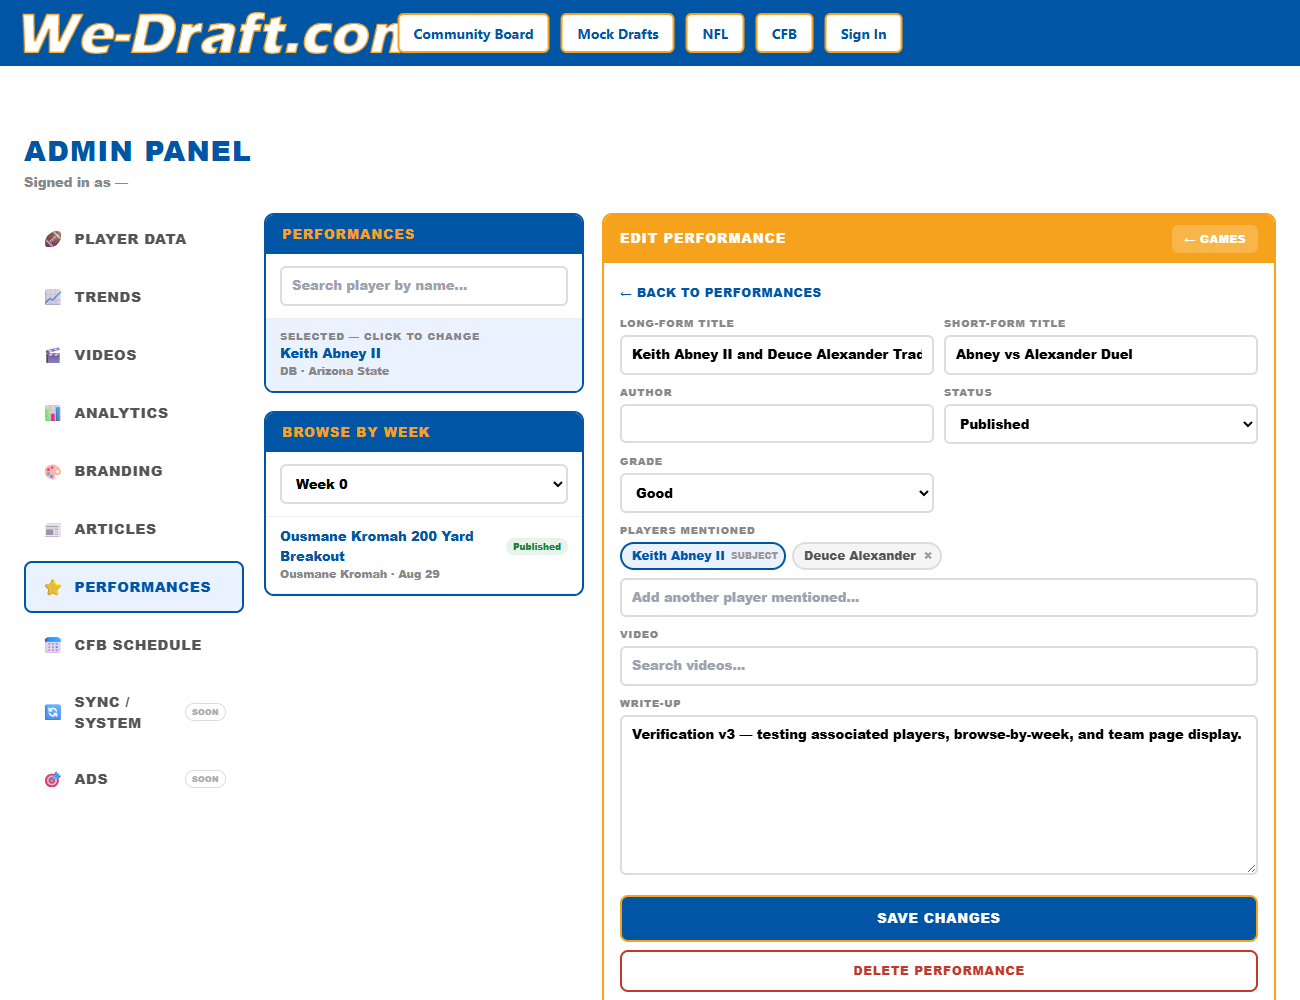 We-Draft.com
Community Board
Mock Drafts
NFL
CFB
Sign In
ADMIN PANEL
Signed in as —
PLAYER DATA
TRENDS
VIDEOS
ANALYTICS
BRANDING
ARTICLES
PERFORMANCES
CFB SCHEDULE
SYNC /
SYSTEM
SOON
ADS
SOON
PERFORMANCES
Search player by name...
SELECTED — CLICK TO CHANGE
Keith Abney II
DB · Arizona State
BROWSE BY WEEK
Week 0
Ousmane Kromah 200 Yard
Breakout
Published
Ousmane Kromah · Aug 29
EDIT PERFORMANCE
← GAMES
← BACK TO PERFORMANCES
LONG-FORM TITLE
SHORT-FORM TITLE
Keith Abney II and Deuce Alexander Trad
Abney vs Alexander Duel
AUTHOR
STATUS
Published
GRADE
Good
PLAYERS MENTIONED
Keith Abney II SUBJECT
Deuce Alexander ×
Add another player mentioned...
VIDEO
Search videos...
WRITE-UP
Verification v3 — testing associated players, browse-by-week, and team page display.
SAVE CHANGES
DELETE PERFORMANCE